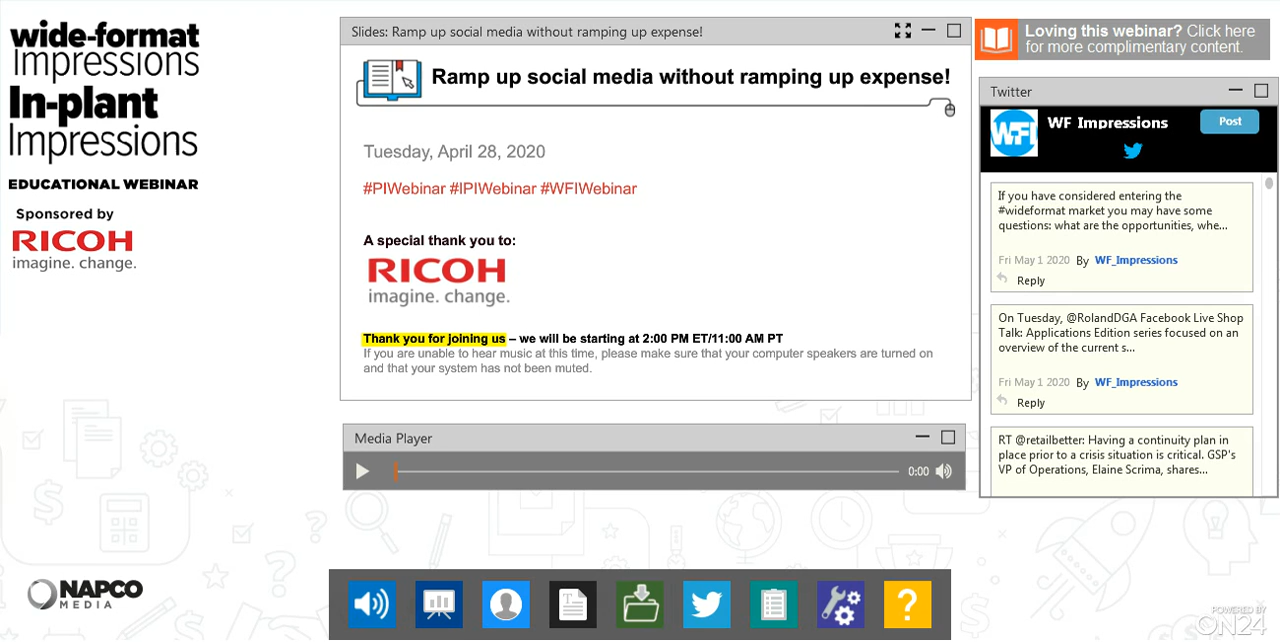 wide-format
Impressions
In-plant
Impressions
EDUCATIONAL WEBINAR
Sponsored by
RICOH
imagine. change.
Slides: Ramp up social media without ramping up expense!
Ramp up social media without ramping up expense!
Tuesday, April 28, 2020
#PIWebinar #IPIWebinar #WFIWebinar
A special thank you to:
RICOH
imagine. change.
Thank you for joining us – we will be starting at 2:00 PM ET/11:00 AM PT
If you are unable to hear music at this time, please make sure that your computer speakers are turned on
and that your system has not been muted.
Media Player
0:00
Loving this webinar? Click here
for more complimentary content.
Twitter
WFI
WF Impressions
Post
If you have considered entering the
#wideformat market you may have some
questions: what are the opportunities, whe...
Fri May 1 2020 By WF_Impressions
Reply
On Tuesday, @RolandDGA Facebook Live Shop
Talk: Applications Edition series focused on an
overview of the current s...
Fri May 1 2020 By WF_Impressions
Reply
RT @retailbetter: Having a continuity plan in
place prior to a crisis situation is critical. GSP's
VP of Operations, Elaine Scrima, shares...
NAPCO
MEDIA
?
POWERED BY
ON24